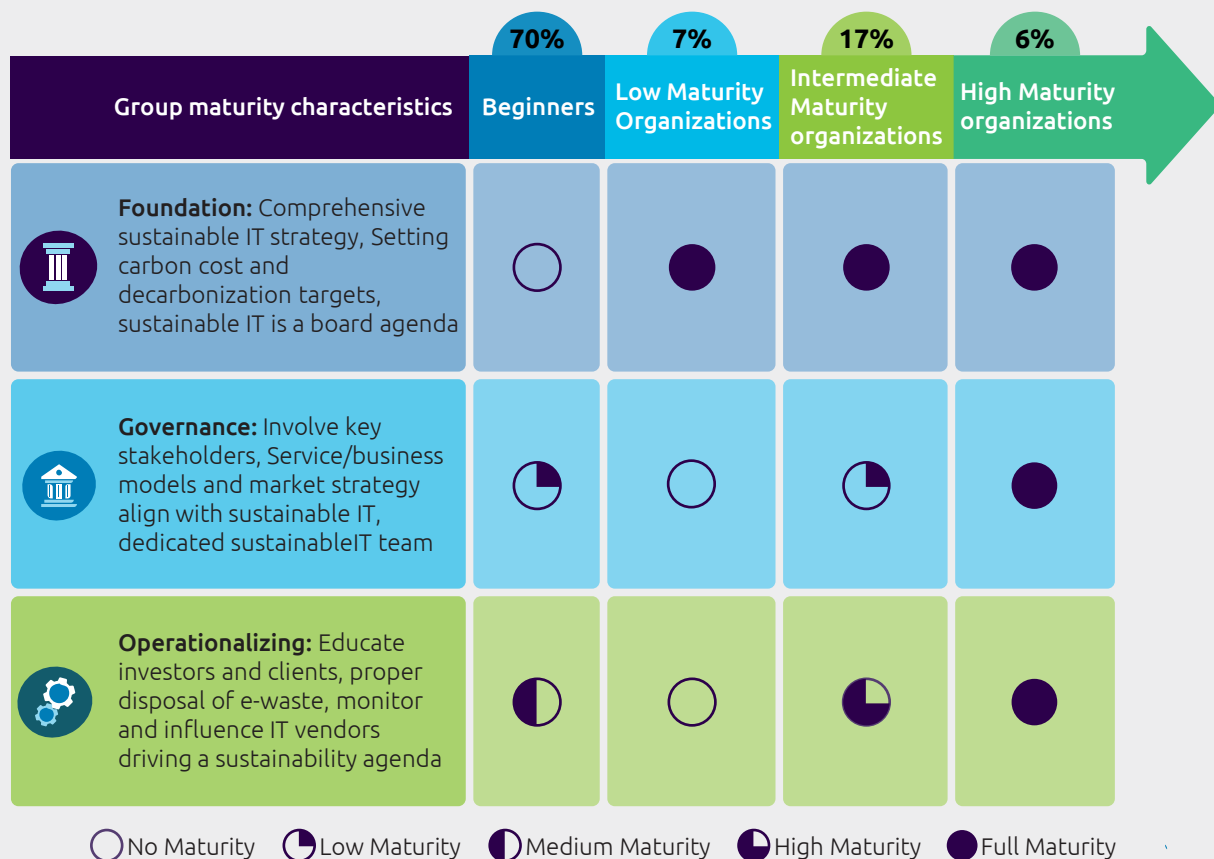 70%
7%
17%
6%
Group maturity characteristics
Beginners
Low Maturity
Organizations
Intermediate
Maturity
organizations
High Maturity
organizations
Foundation: Comprehensive
sustainable IT strategy, Setting
carbon cost and
decarbonization targets,
sustainable IT is a board agenda
Governance: Involve key
stakeholders, Service/business
models and market strategy
align with sustainable IT,
dedicated sustainableIT team
Operationalizing: Educate
investors and clients, proper
disposal of e-waste, monitor
and influence IT vendors
driving a sustainability agenda
No Maturity
Low Maturity
Medium Maturity
High Maturity
Full Maturity